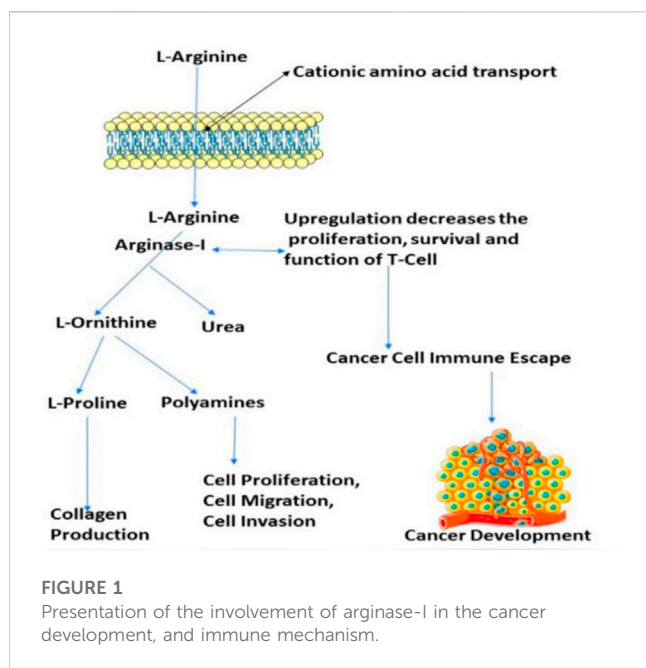 L-Arginine
Cationic amino acid transport
L-Arginine
Arginase-I
Upregulation decreases the
proliferation, survival and
function of T-Cell
L-Ornithine
Urea
Cancer Cell Immune Escape
L-Proline
Polyamines
Cell Proliferation,
Cell Migration,
Cell Invasion
Collagen
Production
Cancer Development
FIGURE 1
Presentation of the involvement of arginase-I in the cancer
development, and immune mechanism.